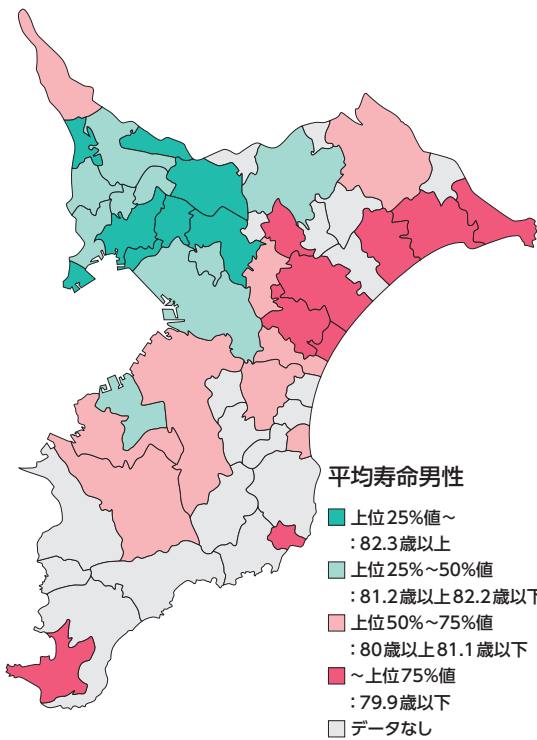 平均寿命男性
上位25%値～
：82.3歳以上
上位25%～50%値
：81.2歳以上82.2歳以下
上位50%～75%値
：80歳以上81.1歳以下
～上位75%値
：79.9歳以下
データなし